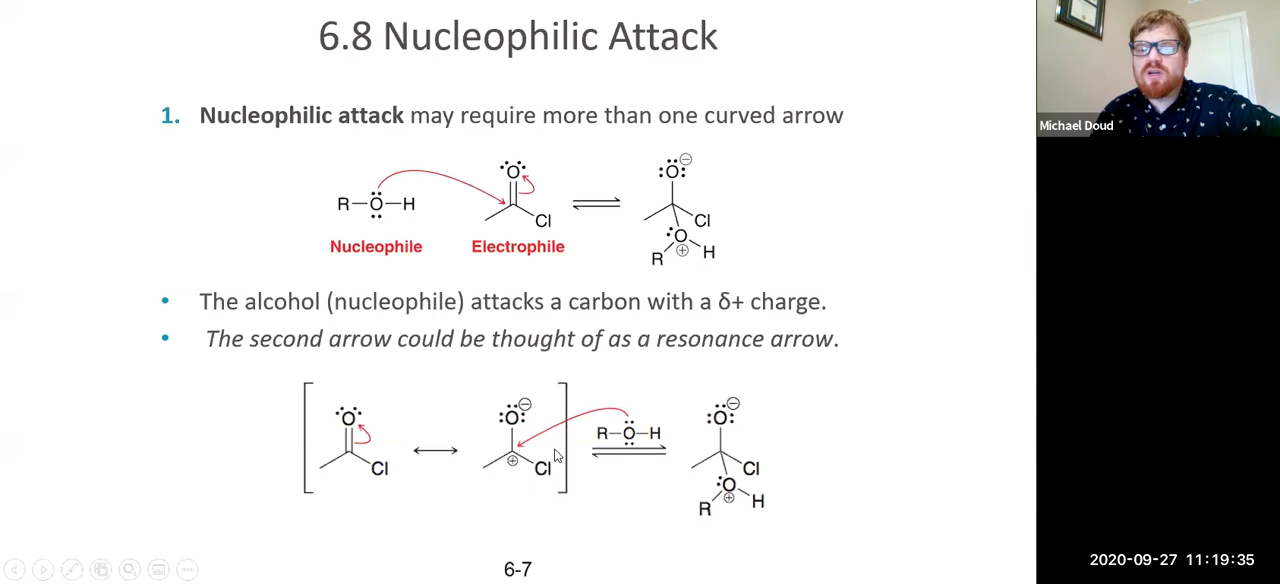 6.8 Nucleophilic Attack
1. Nucleophilic attack may require more than one curved arrow
O
R–O–H
Cl
Nucleophile
Electrophile
O
Cl
O
R
H
• The alcohol (nucleophile) attacks a carbon with a δ+ charge.
• The second arrow could be thought of as a resonance arrow.
O
Cl
O
Cl
R–O–H
O
Cl
O
R
H
6-7
Michael Doud
2020-09-27 11:19:35